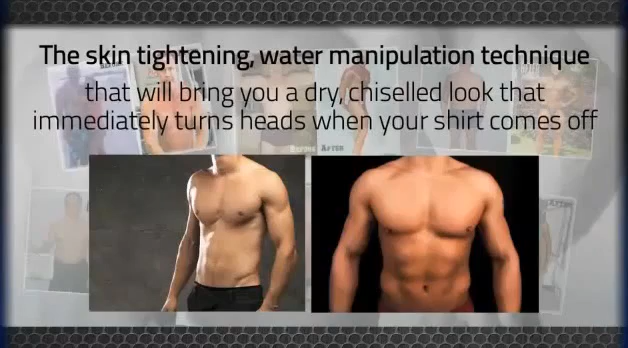 The skin tightening, water manipulation technique
that will bring you a dry, chiselled look that
immediately turns heads when your shirt comes off